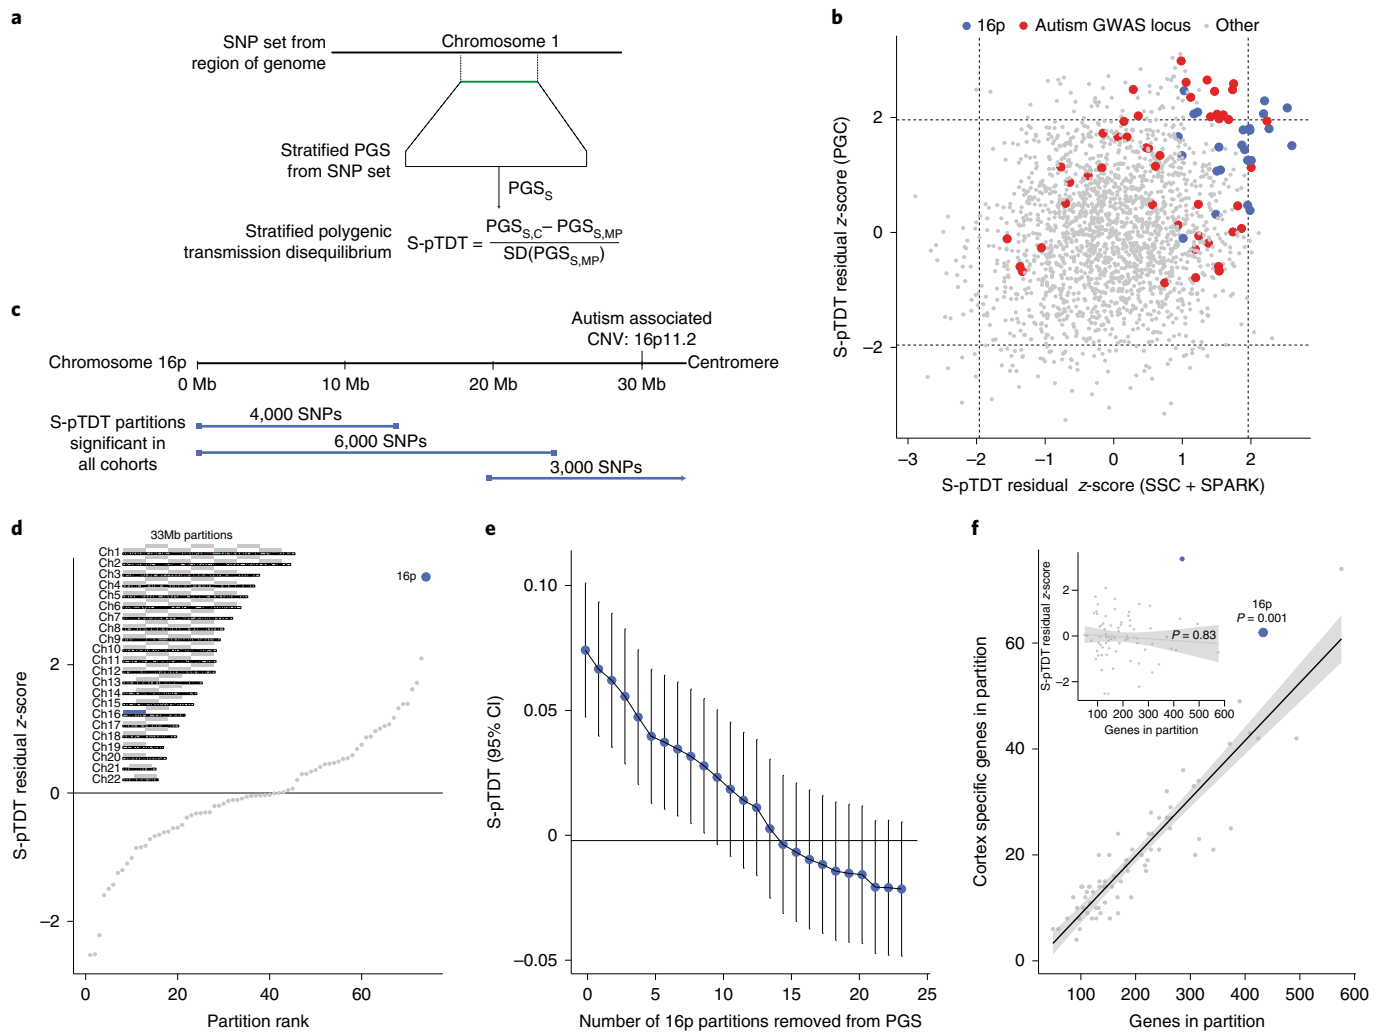 a
SNP set from
region of genome
Chromosome 1
Stratified PGS
from SNP set
PGS_S
Stratified polygenic
transmission disequilibrium
S-pTDT = (PGS_S,C – PGS_S,MP) / SD(PGS_S,MP)
b
16p
Autism GWAS locus
Other
S-pTDT residual z-score (PGC)
2
0
–2
–3
–2
–1
0
1
2
S-pTDT residual z-score (SSC + SPARK)
c
Autism associated
CNV: 16p11.2
Chromosome 16p
Centromere
0 Mb
10 Mb
20 Mb
30 Mb
S-pTDT partitions
significant in
all cohorts
4,000 SNPs
6,000 SNPs
3,000 SNPs
d
33Mb partitions
Ch1
Ch2
Ch3
Ch4
Ch5
Ch6
Ch7
Ch8
Ch9
Ch10
Ch11
Ch12
Ch13
Ch14
Ch15
Ch16
Ch17
Ch18
Ch19
Ch20
Ch21
Ch22
16p
S-pTDT residual z-score
2
0
–2
0
20
40
60
Partition rank
e
S-pTDT (95% CI)
0.10
0.05
0
–0.05
0
5
10
15
20
25
Number of 16p partitions removed from PGS
f
S-pTDT residual z-score
2
0
–2
P = 0.83
100 200 300 400 500 600
Genes in partition
16p
P = 0.001
Cortex specific genes in partition
60
40
20
0
100
200
300
400
500
600
Genes in partition